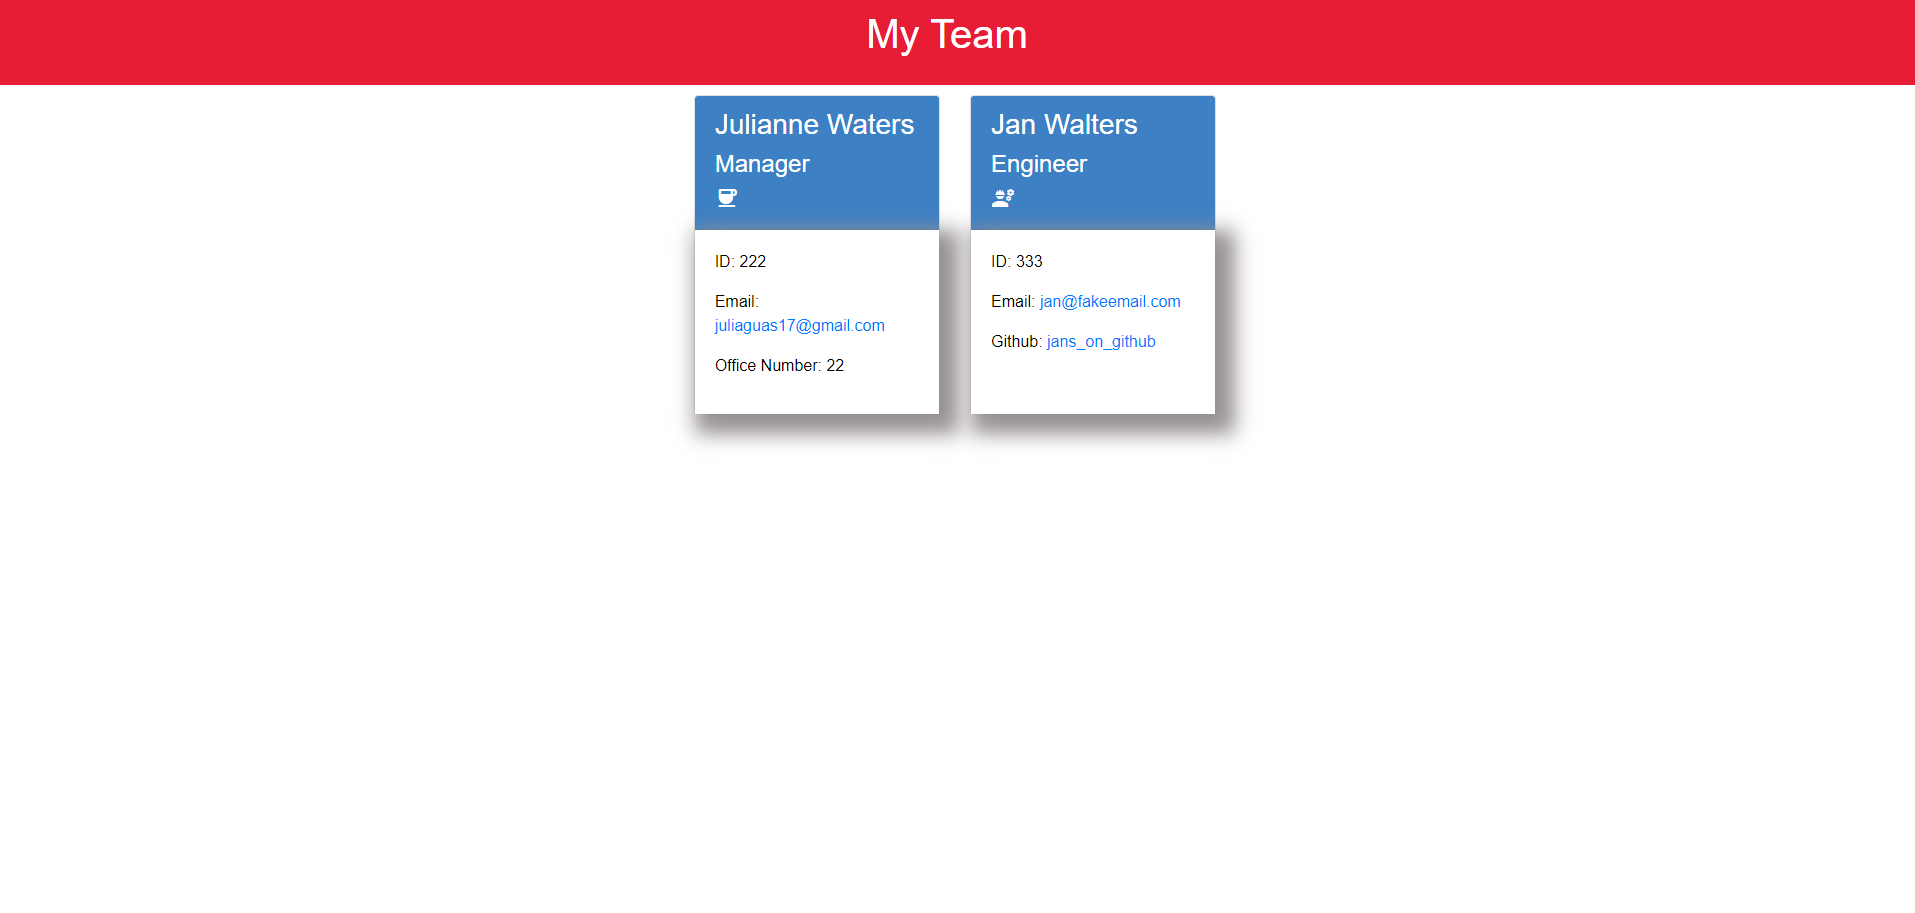 My Team
Julianne Waters
Manager
ID: 222
Email:
juliaguas17@gmail.com
Office Number: 22
Jan Walters
Engineer
ID: 333
Email: jan@fakeemail.com
Github: jans_on_github